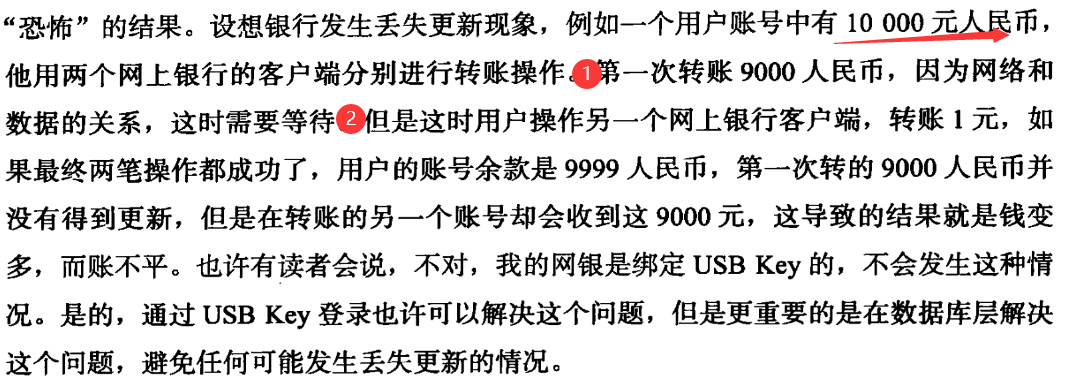 “恐怖”的结果。设想银行发生丢失更新现象，例如一个用户账号中有 10 000 元人民币，
他用两个网上银行的客户端分别进行转账操作。1第一次转账 9000 人民币，因为网络和
数据的关系，这时需要等待。2但是这时用户操作另一个网上银行客户端，转账 1 元，如
果最终两笔操作都成功了，用户的账号余款是 9999 人民币，第一次转的 9000 人民币并
没有得到更新，但是在转账的另一个账号却会收到这 9000 元，这导致的结果就是钱变
多，而账不平。也许有读者会说，不对，我的网银是绑定 USB Key 的，不会发生这种情
况。是的，通过 USB Key 登录也许可以解决这个问题，但是更重要的是在数据库层解决
这个问题，避免任何可能发生丢失更新的情况。